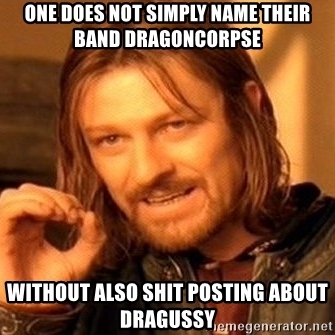 ONE DOES NOT SIMPLY NAME THEIR
BAND DRAGONCORPSE
WITHOUT ALSO SHIT POSTING ABOUT
DRAGUSSY
memegenerator.net